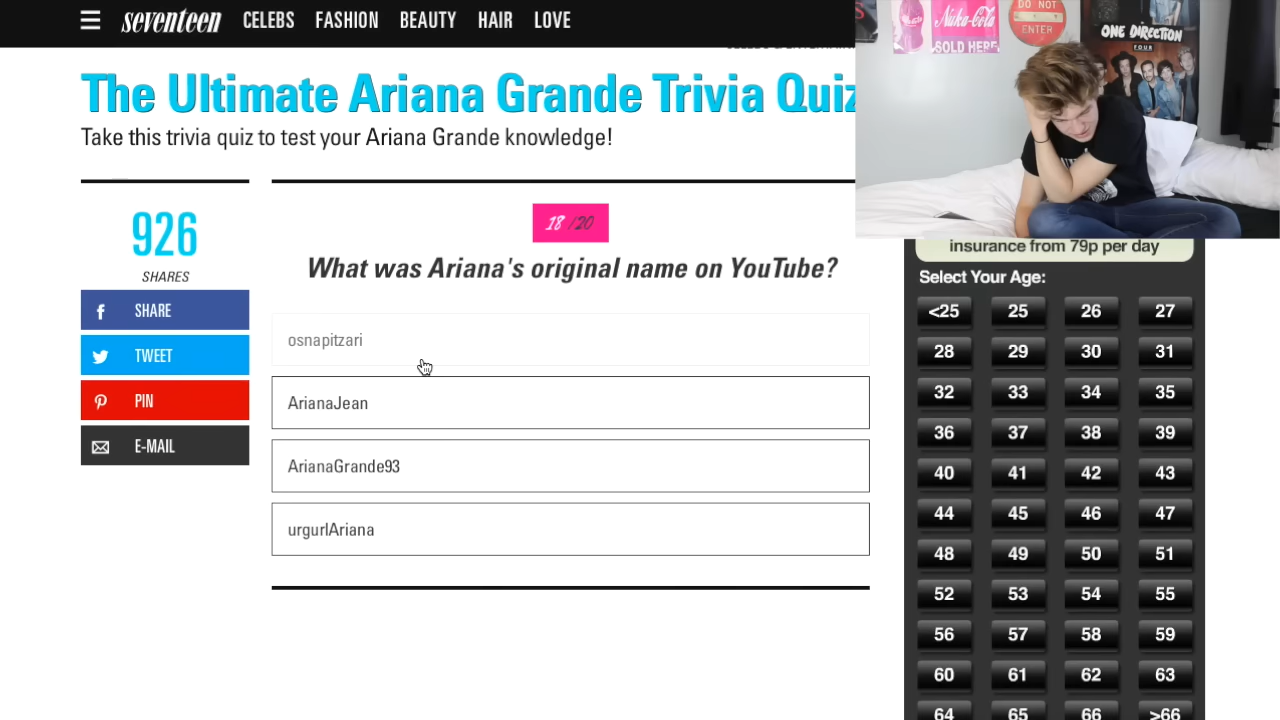 seventeen CELEBS FASHION BEAUTY HAIR LOVE
The Ultimate Ariana Grande Trivia Quiz
Take this trivia quiz to test your Ariana Grande knowledge!
926
SHARES
SHARE
TWEET
PIN
E-MAIL
18 /20
What was Ariana's original name on YouTube?
osnapitzari
ArianaJean
ArianaGrande93
urgurlAriana
Nuka-Cola
SOLD HERE
DO NOT
ENTER
ONE DIRECTION
FOUR
insurance from 79p per day
Select Your Age:
<25 25 26 27
28 29 30 31
32 33 34 35
36 37 38 39
40 41 42 43
44 45 46 47
48 49 50 51
52 53 54 55
56 57 58 59
60 61 62 63
64 65 66 >66